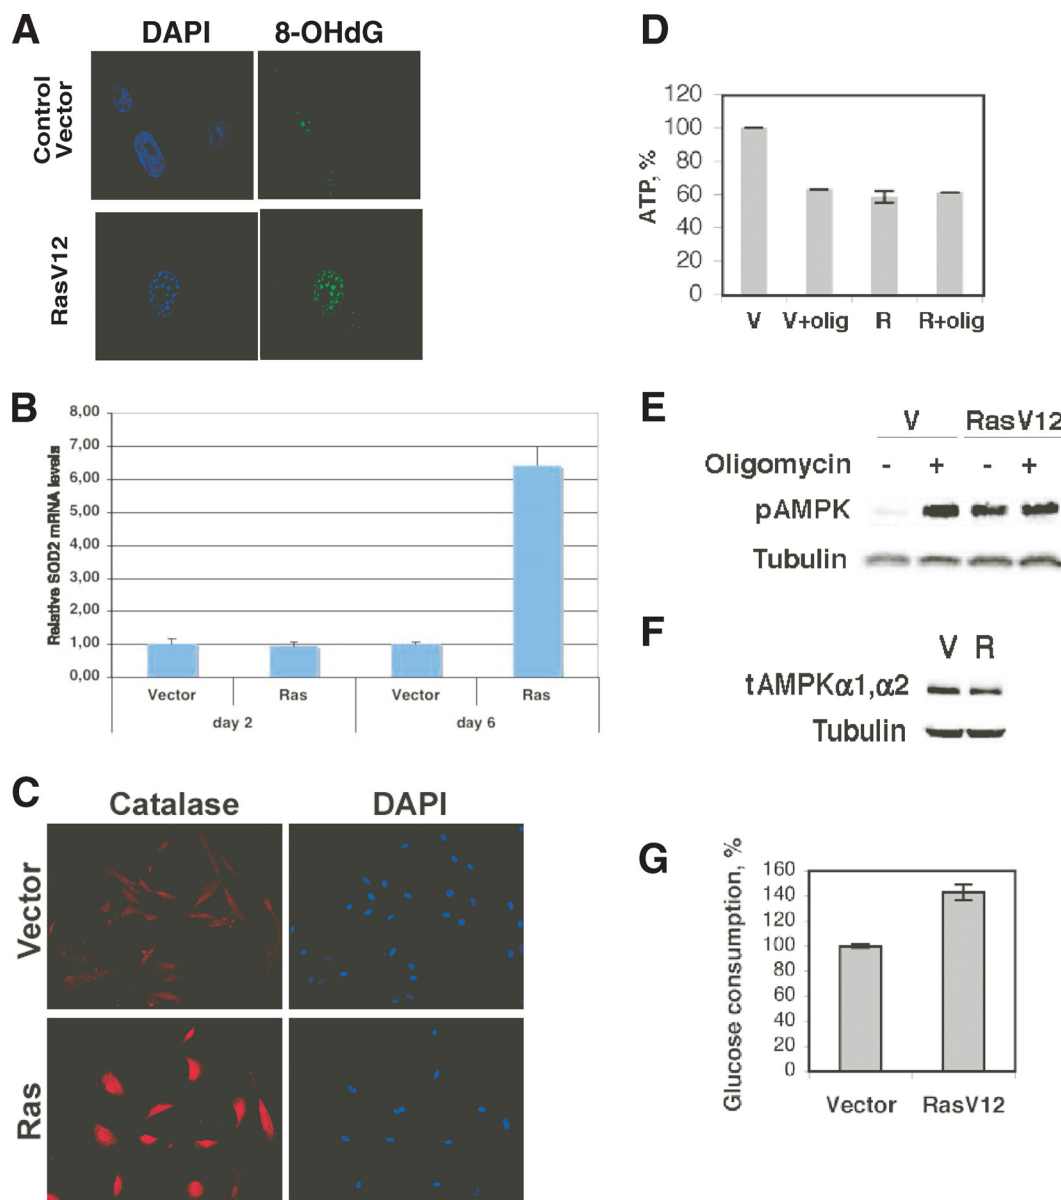 A
DAPI 8-OHdG
Control
Vector
RasV12
B
Relative SOD2 mRNA levels
8,00
7,00
6,00
5,00
4,00
3,00
2,00
1,00
0,00
Vector Ras Vector Ras
day 2 day 6
C
Catalase DAPI
Vector
Ras
D
ATP, %
120
100
80
60
40
20
0
V V+olig R R+olig
E
V RasV12
Oligomycin - + - +
pAMPK
Tubulin
F
V R
tAMPKα1,α2
Tubulin
G
Glucose consumption, %
160
140
120
100
80
60
40
20
0
Vector RasV12